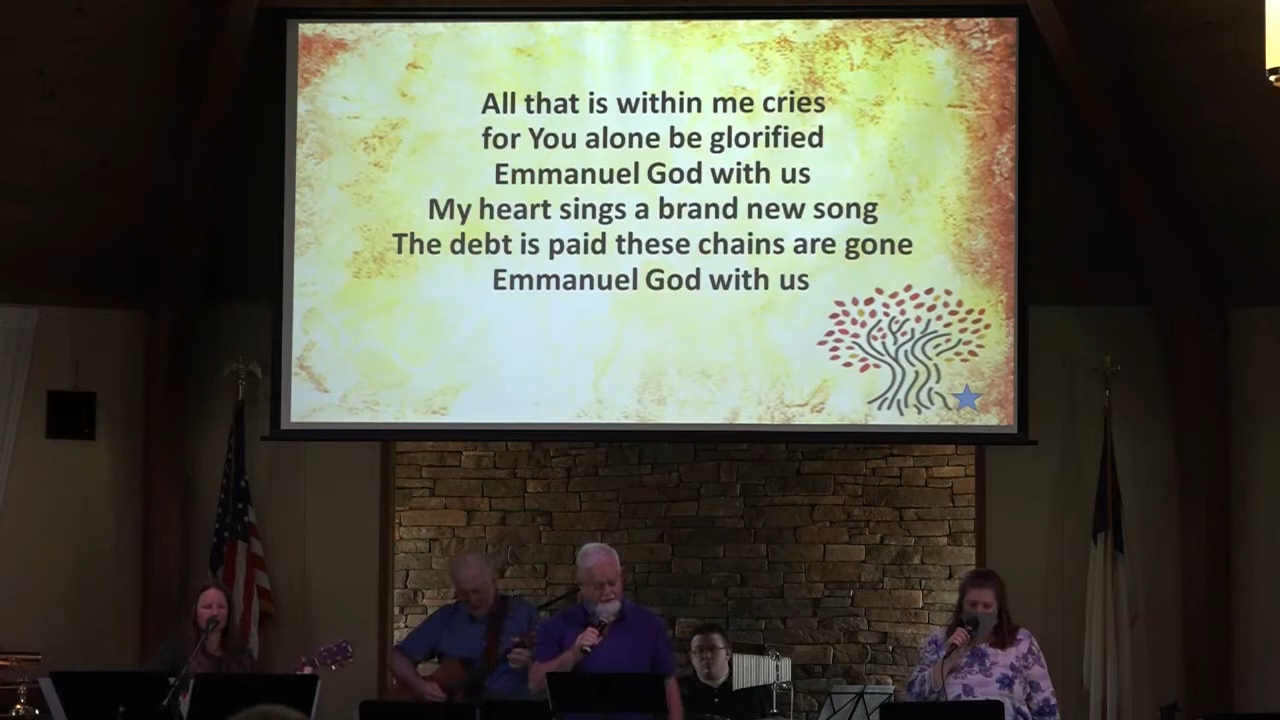 All that is within me cries
for You alone be glorified
Emmanuel God with us
My heart sings a brand new song
The debt is paid these chains are gone
Emmanuel God with us